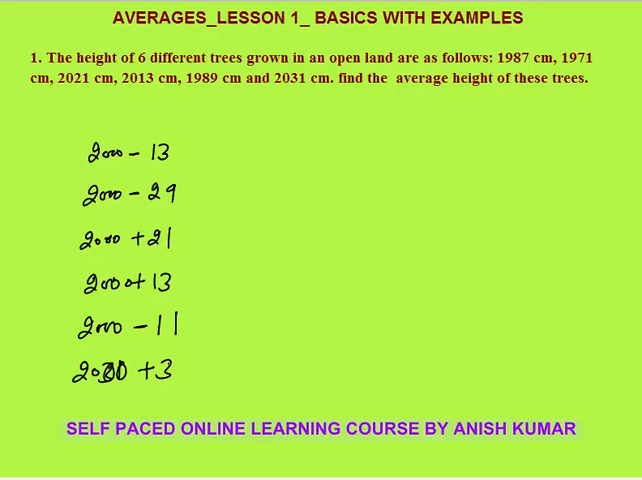 AVERAGES_LESSON 1_ BASICS WITH EXAMPLES
1. The height of 6 different trees grown in an open land are as follows: 1987 cm, 1971
cm, 2021 cm, 2013 cm, 1989 cm and 2031 cm. find the average height of these trees.
2000 - 13
2000 - 29
2000 + 21
2000 + 13
2000 - 11
+ 3
SELF PACED ONLINE LEARNING COURSE BY ANISH KUMAR